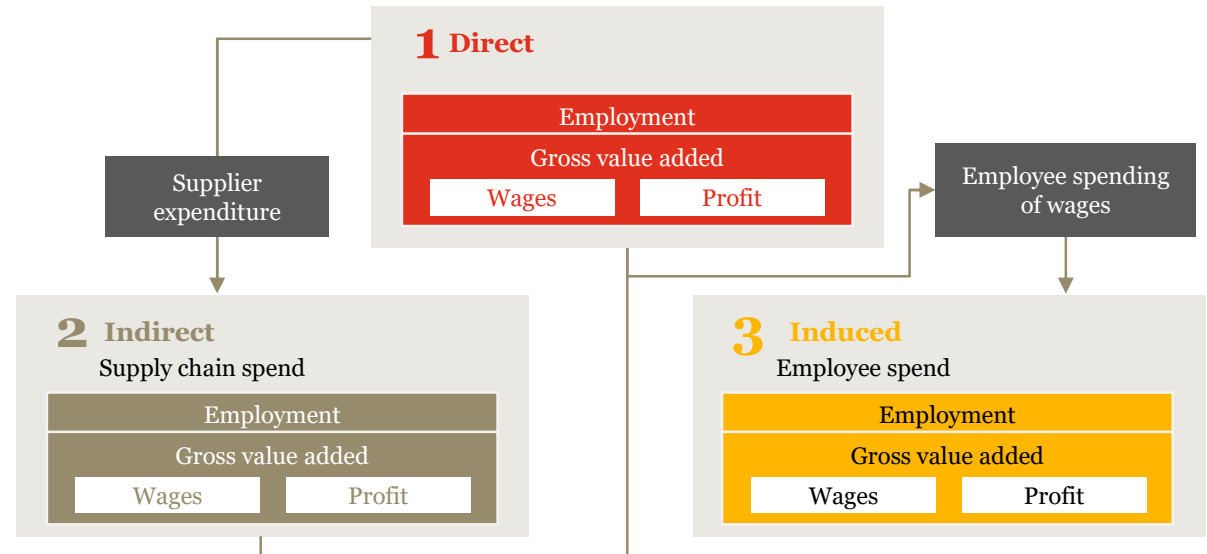 1 Direct
Employment
Gross value added
Wages
Profit
Supplier
expenditure
Employee spending
of wages
2 Indirect
Supply chain spend
Employment
Gross value added
Wages
Profit
3 Induced
Employee spend
Employment
Gross value added
Wages
Profit